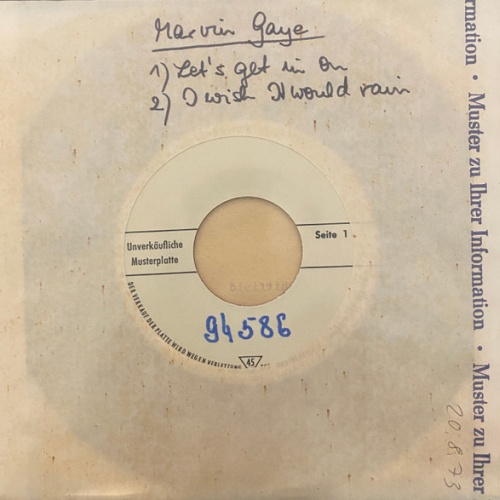 Marvin Gaye
1) Let's get in on
2) I wish It would rain
Unverkäufliche
Musterplatte
Seite 1
DER VERKAUF DER PLATTE WIRD WEGEN VERLETZUNG
45
94586
rmation • Muster zu Ihrer Information • Muster zu Ihrer
20.8.73